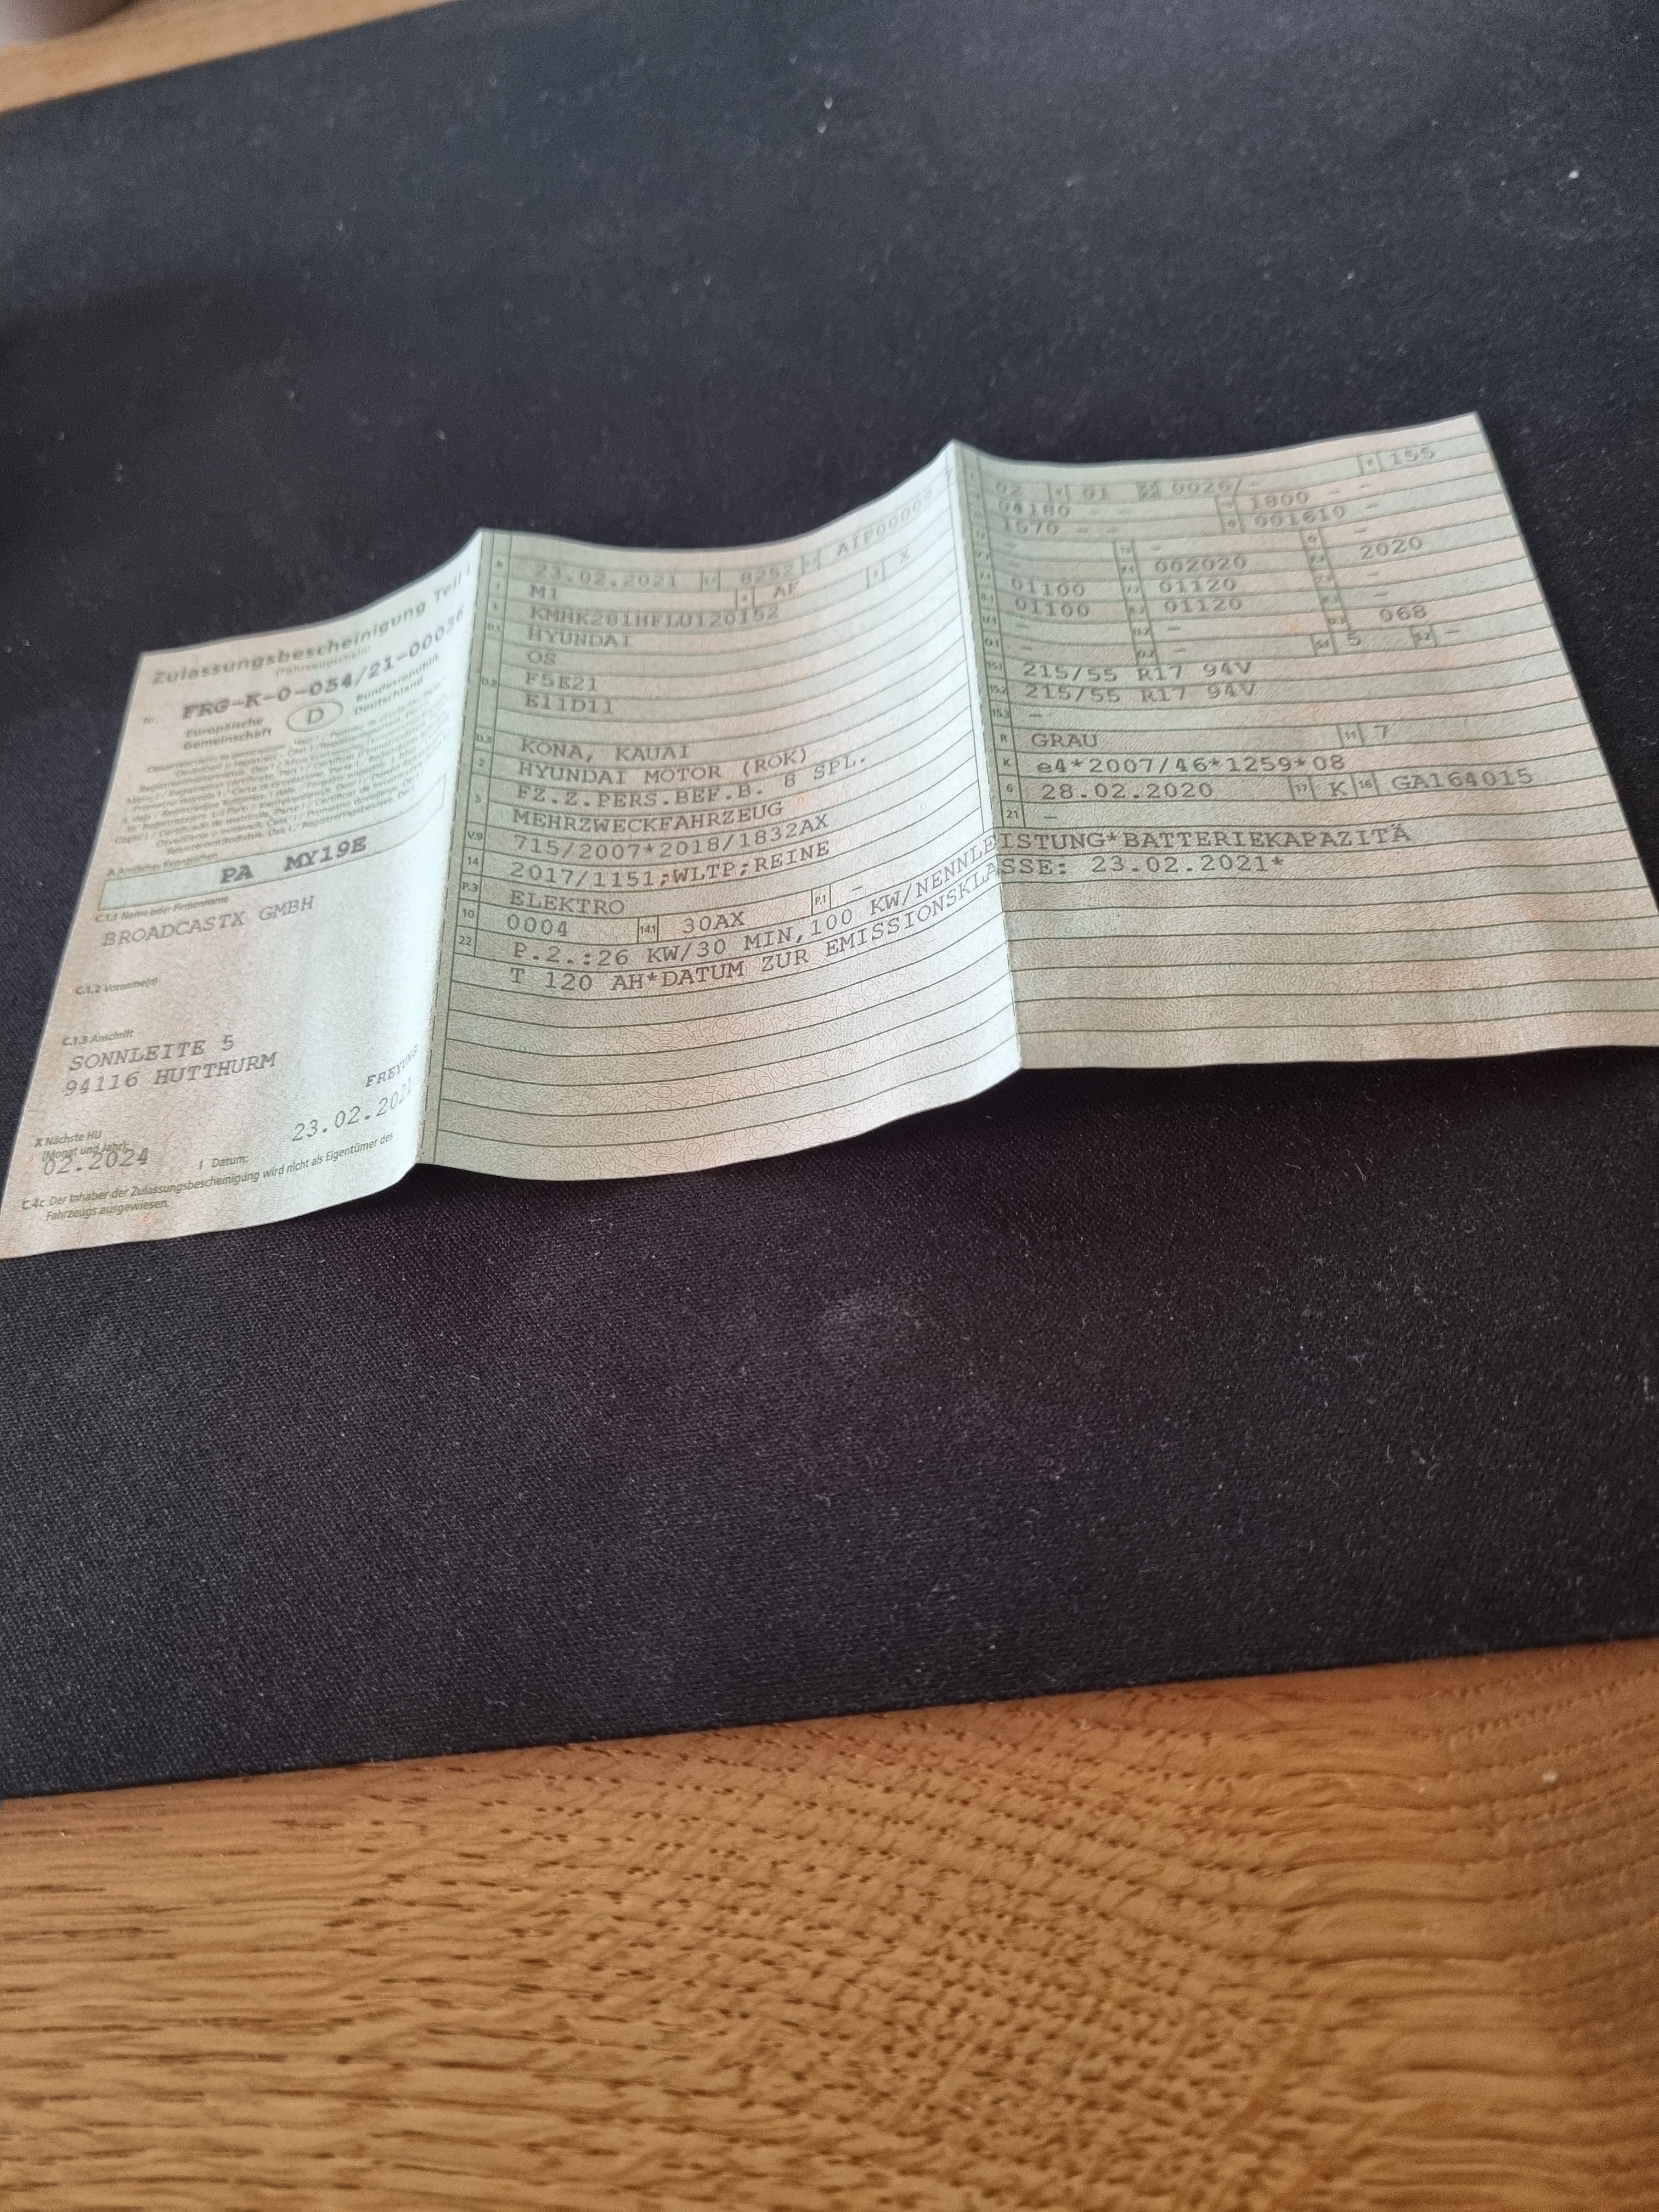 Zulassungsbescheinigung Teil I
(Fahrzeugschein)
Nr. FRG-K-0-054/21-00036
Europäische Gemeinschaft
D
Bundesrepublik Deutschland
A Amtliches Kennzeichen
PA MY19E
C.1.1 Name oder Firmenname
BROADCASTX GMBH
C.1.2 Vorname(n)
C.1.3 Anschrift
SONNLEITE 5
94116 HUTTHURM
FREYUNG
X Nächste HU
(Monat und Jahr)
02.2024
I Datum:
23.02.2021
C.4c Der Inhaber der Zulassungsbescheinigung wird nicht als Eigentümer des
Fahrzeugs ausgewiesen.
B 23.02.2021 2.1 8252 2.2 AIP00005
J M1 4 AF 3 X
E KMHK281HFLU120152
D.1 HYUNDAI
OS
D.2 F5E21
E11D11
D.3 KONA, KAUAI
2 HYUNDAI MOTOR (ROK)
5 FZ.Z.PERS.BEF.B. 8 SPL.
MEHRZWECKFAHRZEUG
V.9 715/2007*2018/1832AX
14 2017/1151;WLTP;REINE
P.3 ELEKTRO P.1 –
10 0004 14.1 30AX
22 P.2.:26 KW/30 MIN,100 KW/NENNLEISTUNG*BATTERIEKAPAZITÄ
T 120 AH*DATUM ZUR EMISSIONSKLASSE: 23.02.2021*
155
02 01 0026/-
04180 - - 1800 - -
1570 - - 001610 -
- - -
002020 2020
01100 01120 -
01100 01120 -
- - 068
- - S.1 5 S.2 –
15.1 215/55 R17 94V
15.2 215/55 R17 94V
15.3 –
R GRAU 11 7
K e4*2007/46*1259*08
6 28.02.2020 17 K 16 GA164015
21 –